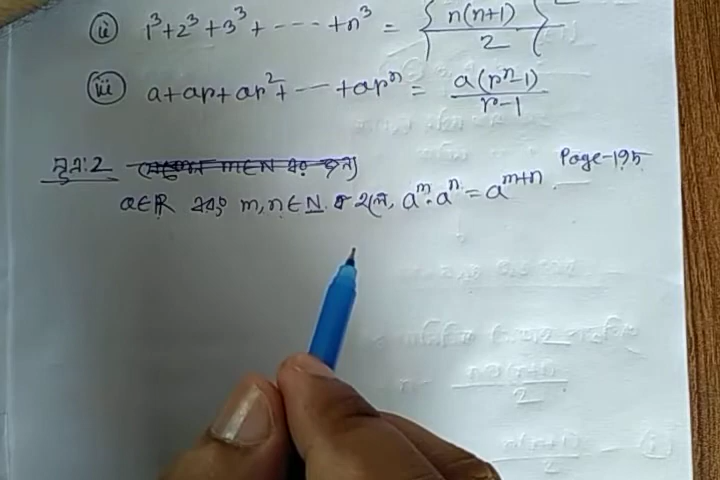 (ii) 1³+2³+3³+ ----- +n³ = {n(n+1)/2}²
(iii) a+ar+ar²+ --- +arⁿ = a(rⁿ-1)/r-1
সূত্র:2
Page-195
a∈R এবং m,n∈N হলে, aᵐ.aⁿ = aᵐ⁺ⁿ.